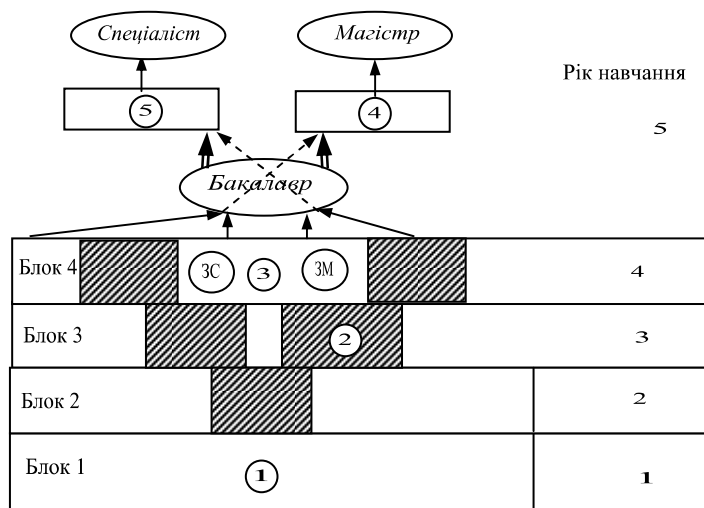 Спеціаліст
Магістр
Рік навчання
5
4
5
Бакалавр
Блок 4
ЗС
3
ЗМ
4
Блок 3
2
3
Блок 2
2
Блок 1
1
1